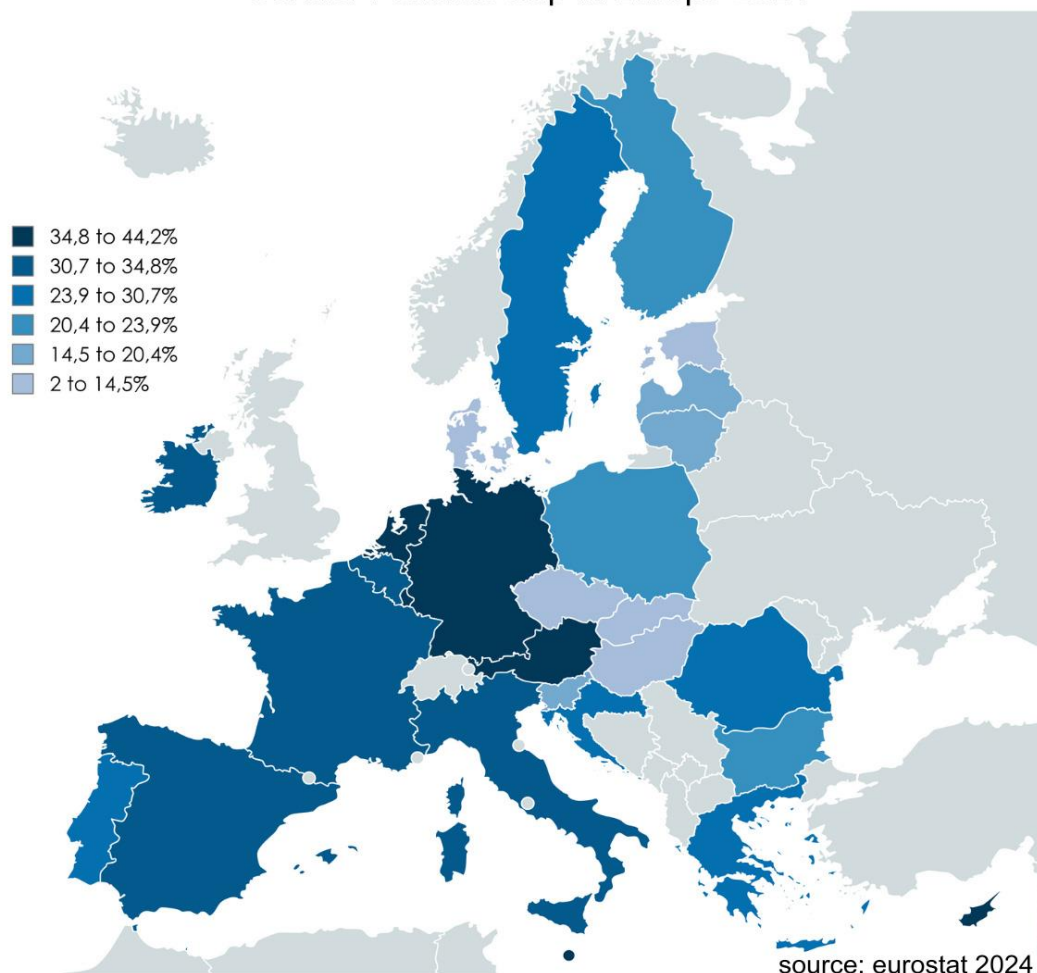 34,8 to 44,2%
30,7 to 34,8%
23,9 to 30,7%
20,4 to 23,9%
14,5 to 20,4%
2 to 14,5%
source: eurostat 2024